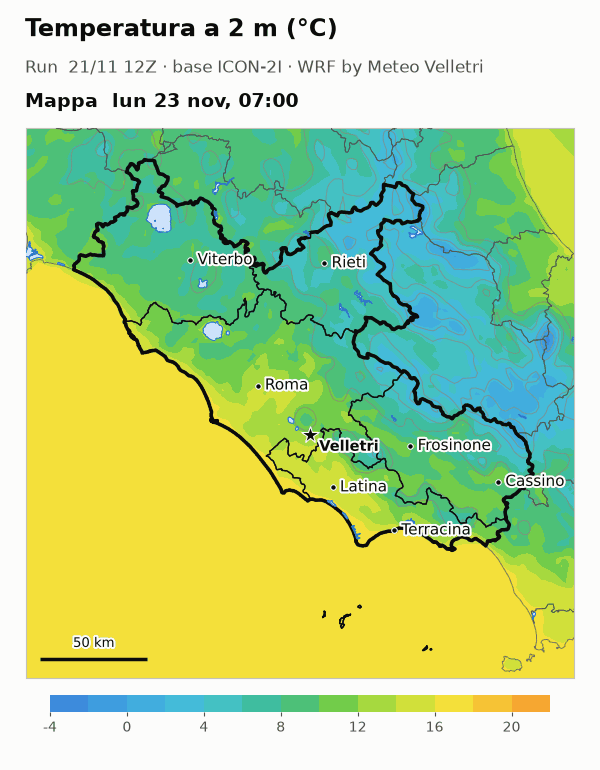 Temperatura a 2 m (°C)
Run  21/11 12Z · base ICON-2I · WRF by Meteo Velletri
Mappa  lun 23 nov, 07:00
Viterbo
Rieti
Roma
Velletri
Frosinone
Latina
Cassino
Terracina
50 km
-4 0 4 8 12 16 20